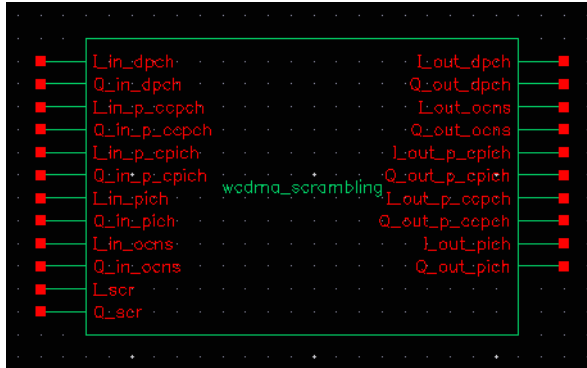 I_in_dpch
Q_in_dpch
I_in_p_ccpch
Q_in_p_ccpch
I_in_p_cpich
Q_in_p_cpich
I_in_pich
Q_in_pich
I_in_ocns
Q_in_ocns
I_scr
Q_scr
wcdma_scrambling
I_out_dpch
Q_out_dpch
I_out_ocns
Q_out_ocns
I_out_p_cpich
Q_out_p_cpich
I_out_p_ccpch
Q_out_p_ccpch
I_out_pich
Q_out_pich